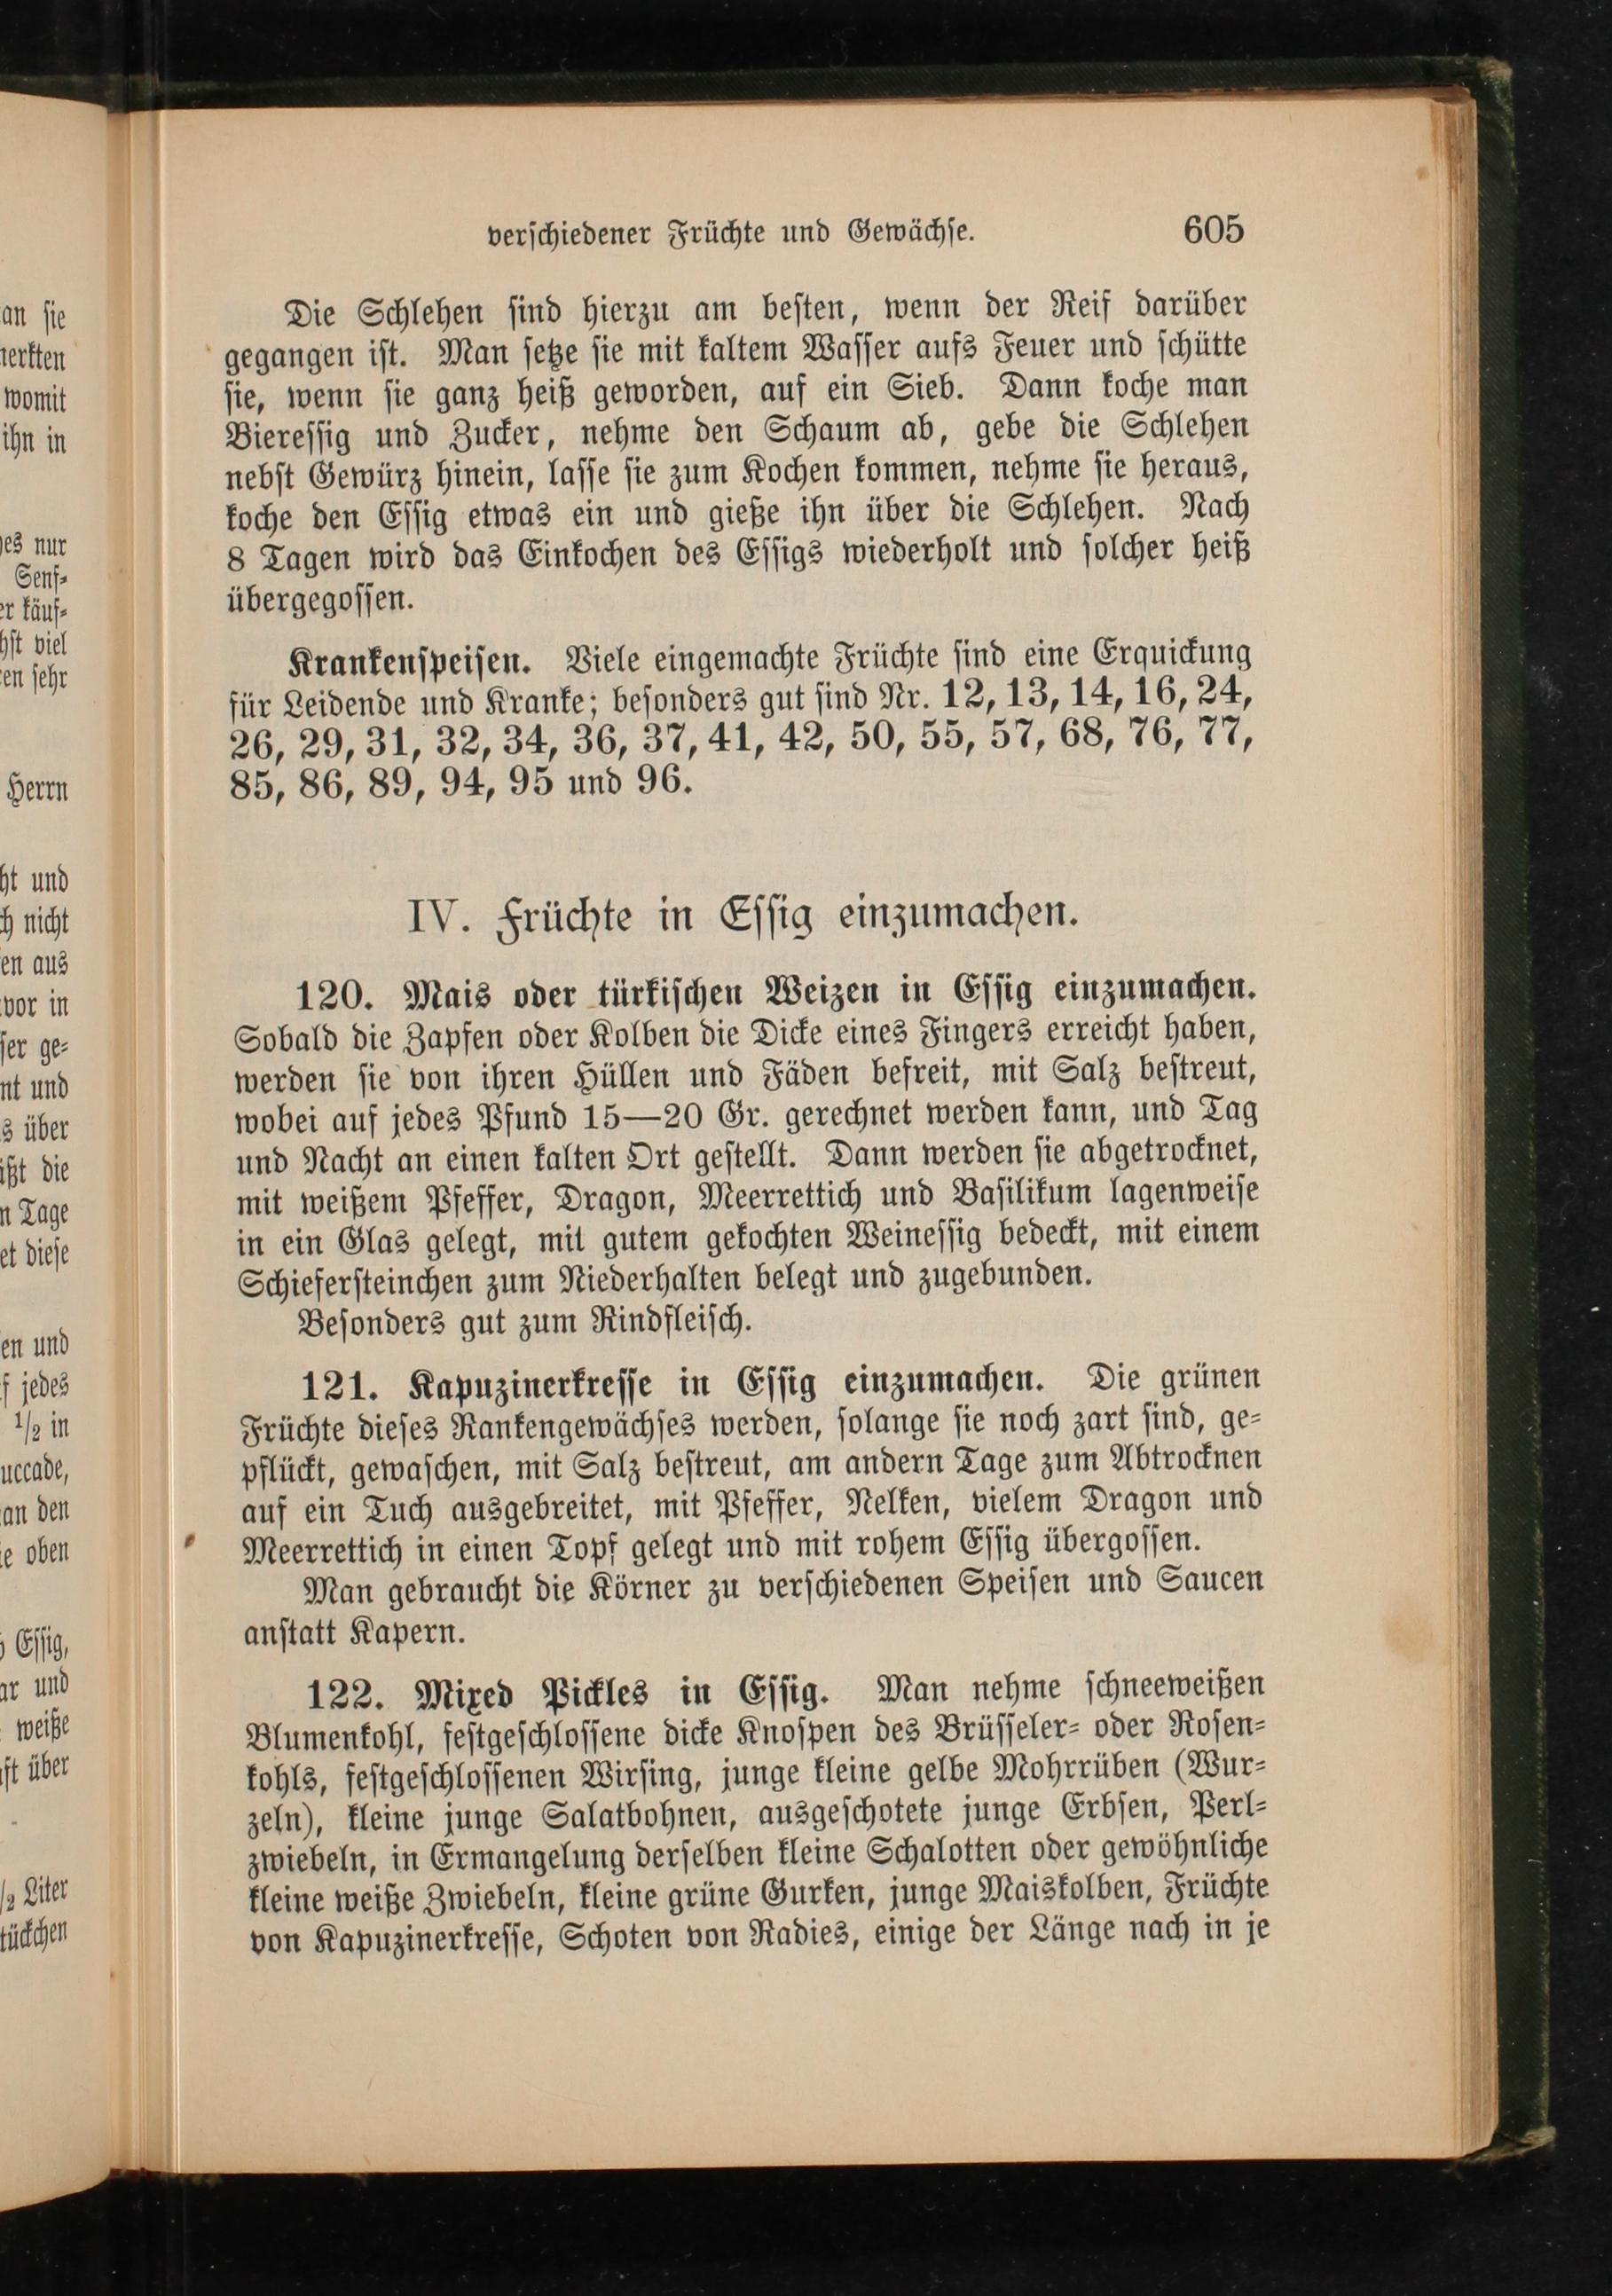 verschiedener Früchte und Gewächse. 605
Die Schlehen sind hierzu am besten, wenn der Reif darüber
gegangen ist. Man setze sie mit kaltem Wasser aufs Feuer und schütte
sie, wenn sie ganz heiß geworden, auf ein Sieb. Dann koche man
Bieressig und Zucker, nehme den Schaum ab, gebe die Schlehen
nebst Gewürz hinein, lasse sie zum Kochen kommen, nehme sie heraus,
koche den Essig etwas ein und gieße ihn über die Schlehen. Nach
8 Tagen wird das Einkochen des Essigs wiederholt und solcher heiß
übergegossen.
Krankenspeisen. Viele eingemachte Früchte sind eine Erquickung
für Leidende und Kranke; besonders gut sind Nr. 12, 13, 14, 16, 24,
26, 29, 31, 32, 34, 36, 37, 41, 42, 50, 55, 57, 68, 76, 77,
85, 86, 89, 94, 95 und 96.
IV. Früchte in Essig einzumachen.
120. Mais oder türkischen Weizen in Essig einzumachen.
Sobald die Zapfen oder Kolben die Dicke eines Fingers erreicht haben,
werden sie von ihren Hüllen und Fäden befreit, mit Salz bestreut,
wobei auf jedes Pfund 15—20 Gr. gerechnet werden kann, und Tag
und Nacht an einen kalten Ort gestellt. Dann werden sie abgetrocknet,
mit weißem Pfeffer, Dragon, Meerrettich und Basilikum lagenweise
in ein Glas gelegt, mit gutem gekochten Weinessig bedeckt, mit einem
Schiefersteinchen zum Niederhalten belegt und zugebunden.
Besonders gut zum Rindfleisch.
121. Kapuzinerkresse in Essig einzumachen. Die grünen
Früchte dieses Rankengewächses werden, solange sie noch zart sind, ge-
pflückt, gewaschen, mit Salz bestreut, am andern Tage zum Abtrocknen
auf ein Tuch ausgebreitet, mit Pfeffer, Nelken, vielem Dragon und
Meerrettich in einen Topf gelegt und mit rohem Essig übergossen.
Man gebraucht die Körner zu verschiedenen Speisen und Saucen
anstatt Kapern.
122. Mixed Pickles in Essig. Man nehme schneeweißen
Blumenkohl, festgeschlossene dicke Knospen des Brüsseler- oder Rosen-
kohls, festgeschlossenen Wirsing, junge kleine gelbe Mohrrüben (Wur-
zeln), kleine junge Salatbohnen, ausgeschotete junge Erbsen, Perl-
zwiebeln, in Ermangelung derselben kleine Schalotten oder gewöhnliche
kleine weiße Zwiebeln, kleine grüne Gurken, junge Maiskolben, Früchte
von Kapuzinerkresse, Schoten von Radies, einige der Länge nach in je